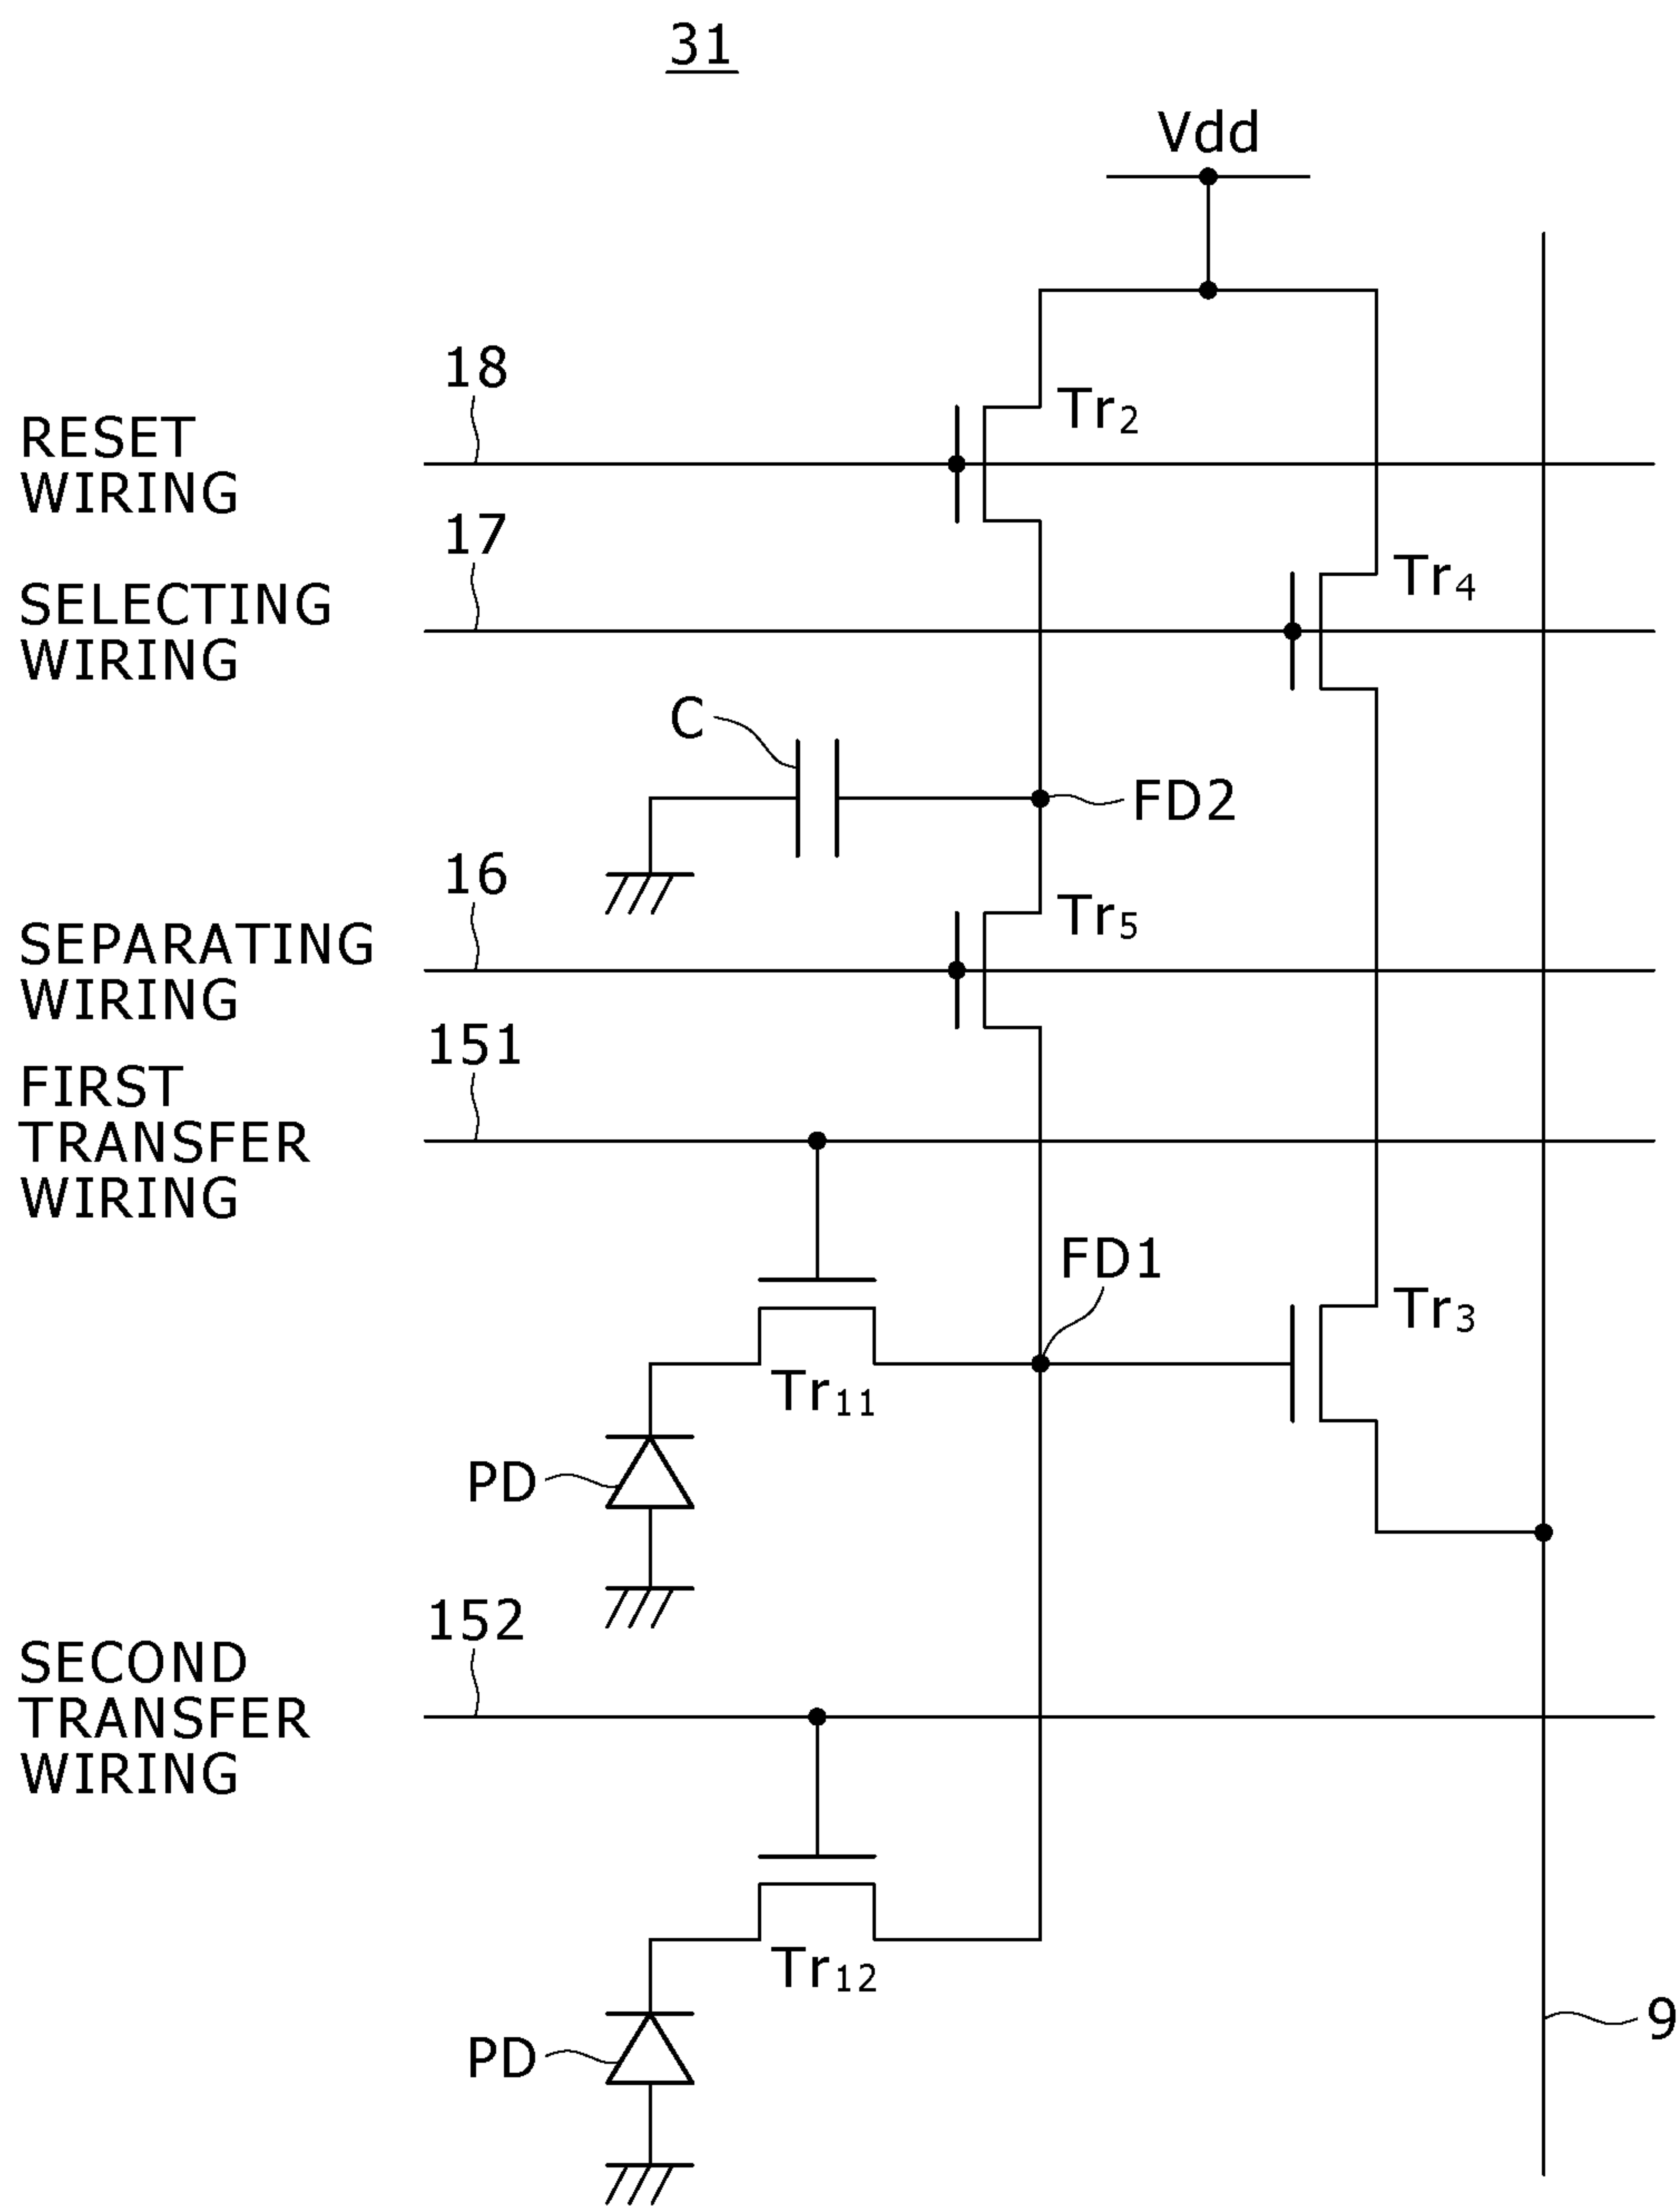 31
Vdd
18
Tr2
RESET
WIRING
17
Tr4
SELECTING
WIRING
C
FD2
16
Tr5
SEPARATING
WIRING
151
FIRST
TRANSFER
WIRING
FD1
Tr3
Tr11
PD
152
SECOND
TRANSFER
WIRING
Tr12
9
PD